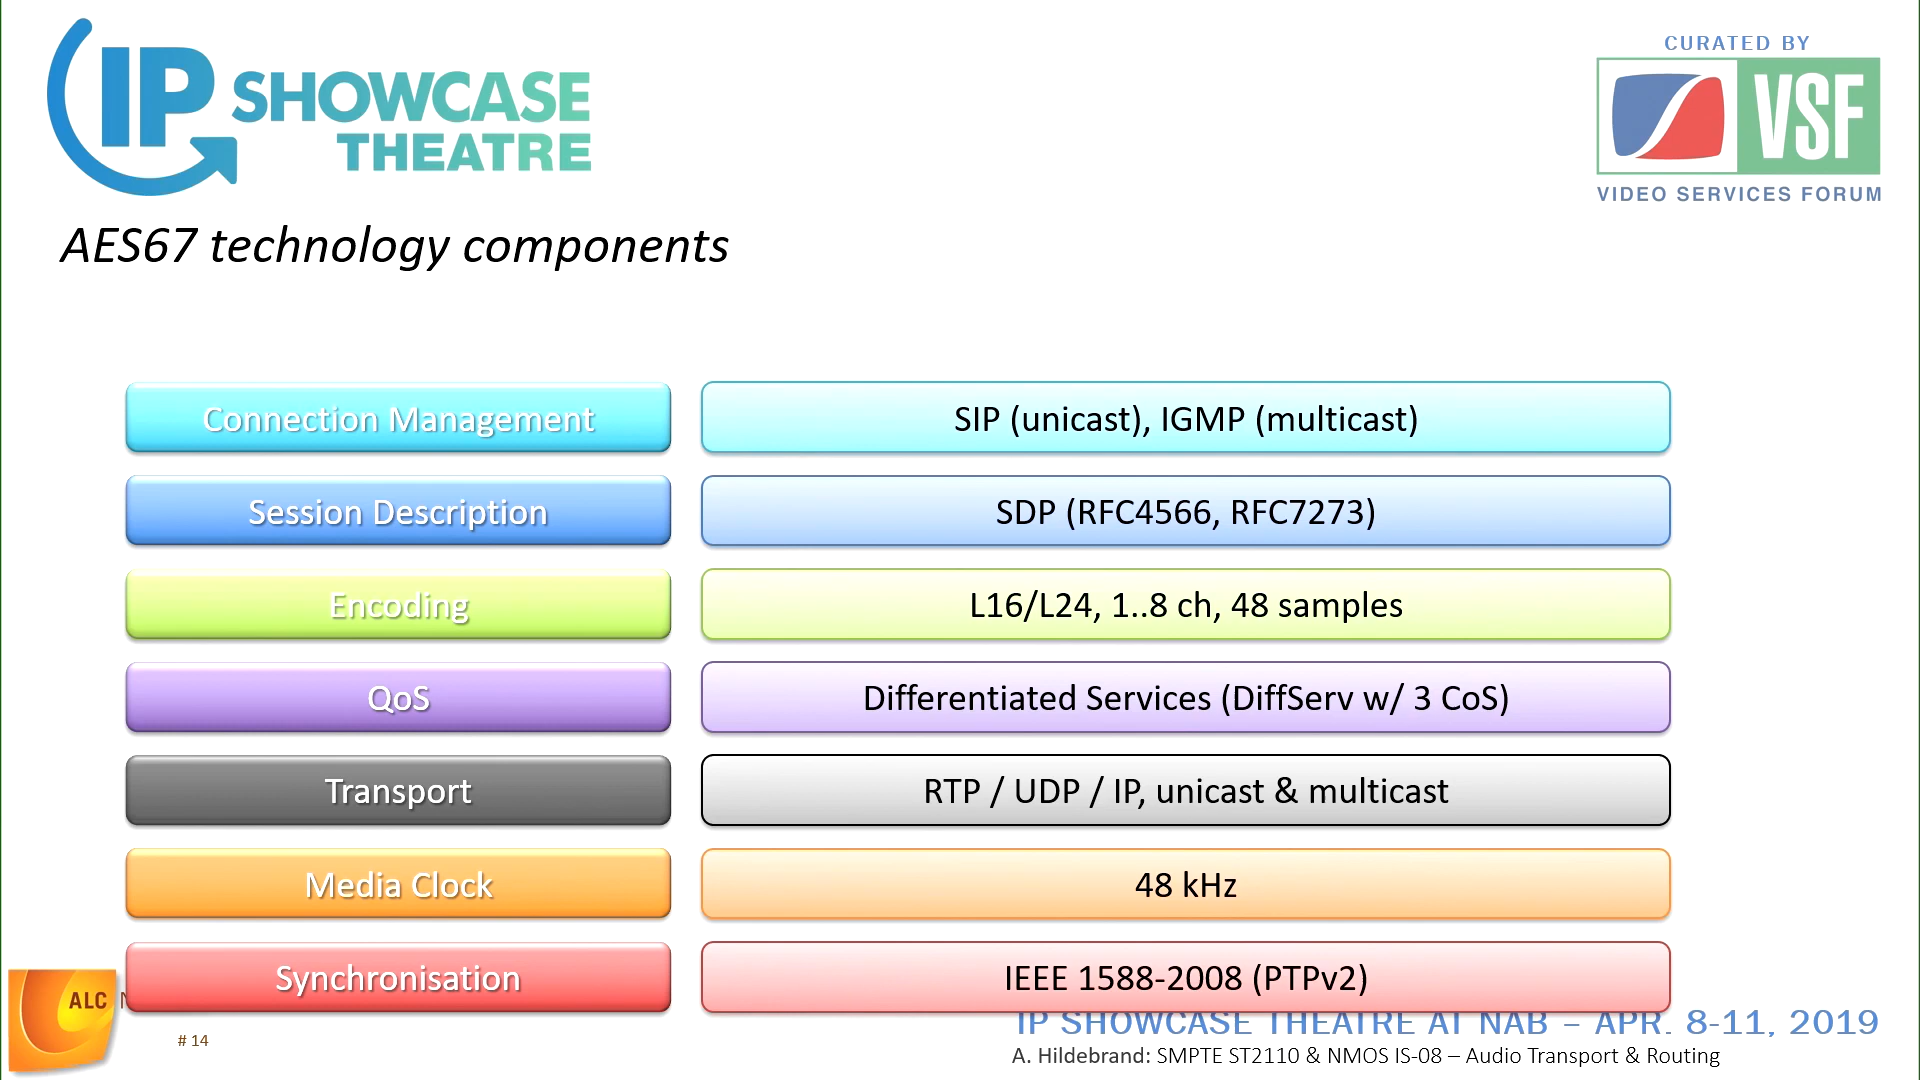 IP SHOWCASE
THEATRE
CURATED BY
VSF
VIDEO SERVICES FORUM
AES67 technology components
Connection Management
SIP (unicast), IGMP (multicast)
Session Description
SDP (RFC4566, RFC7273)
Encoding
L16/L24, 1..8 ch, 48 samples
QoS
Differentiated Services (DiffServ w/ 3 CoS)
Transport
RTP / UDP / IP, unicast & multicast
Media Clock
48 kHz
Synchronisation
IEEE 1588-2008 (PTPv2)
ALC
IP SHOWCASE THEATRE AT NAB – APR. 8-11, 2019
# 14
A. Hildebrand: SMPTE ST2110 & NMOS IS-08 – Audio Transport & Routing